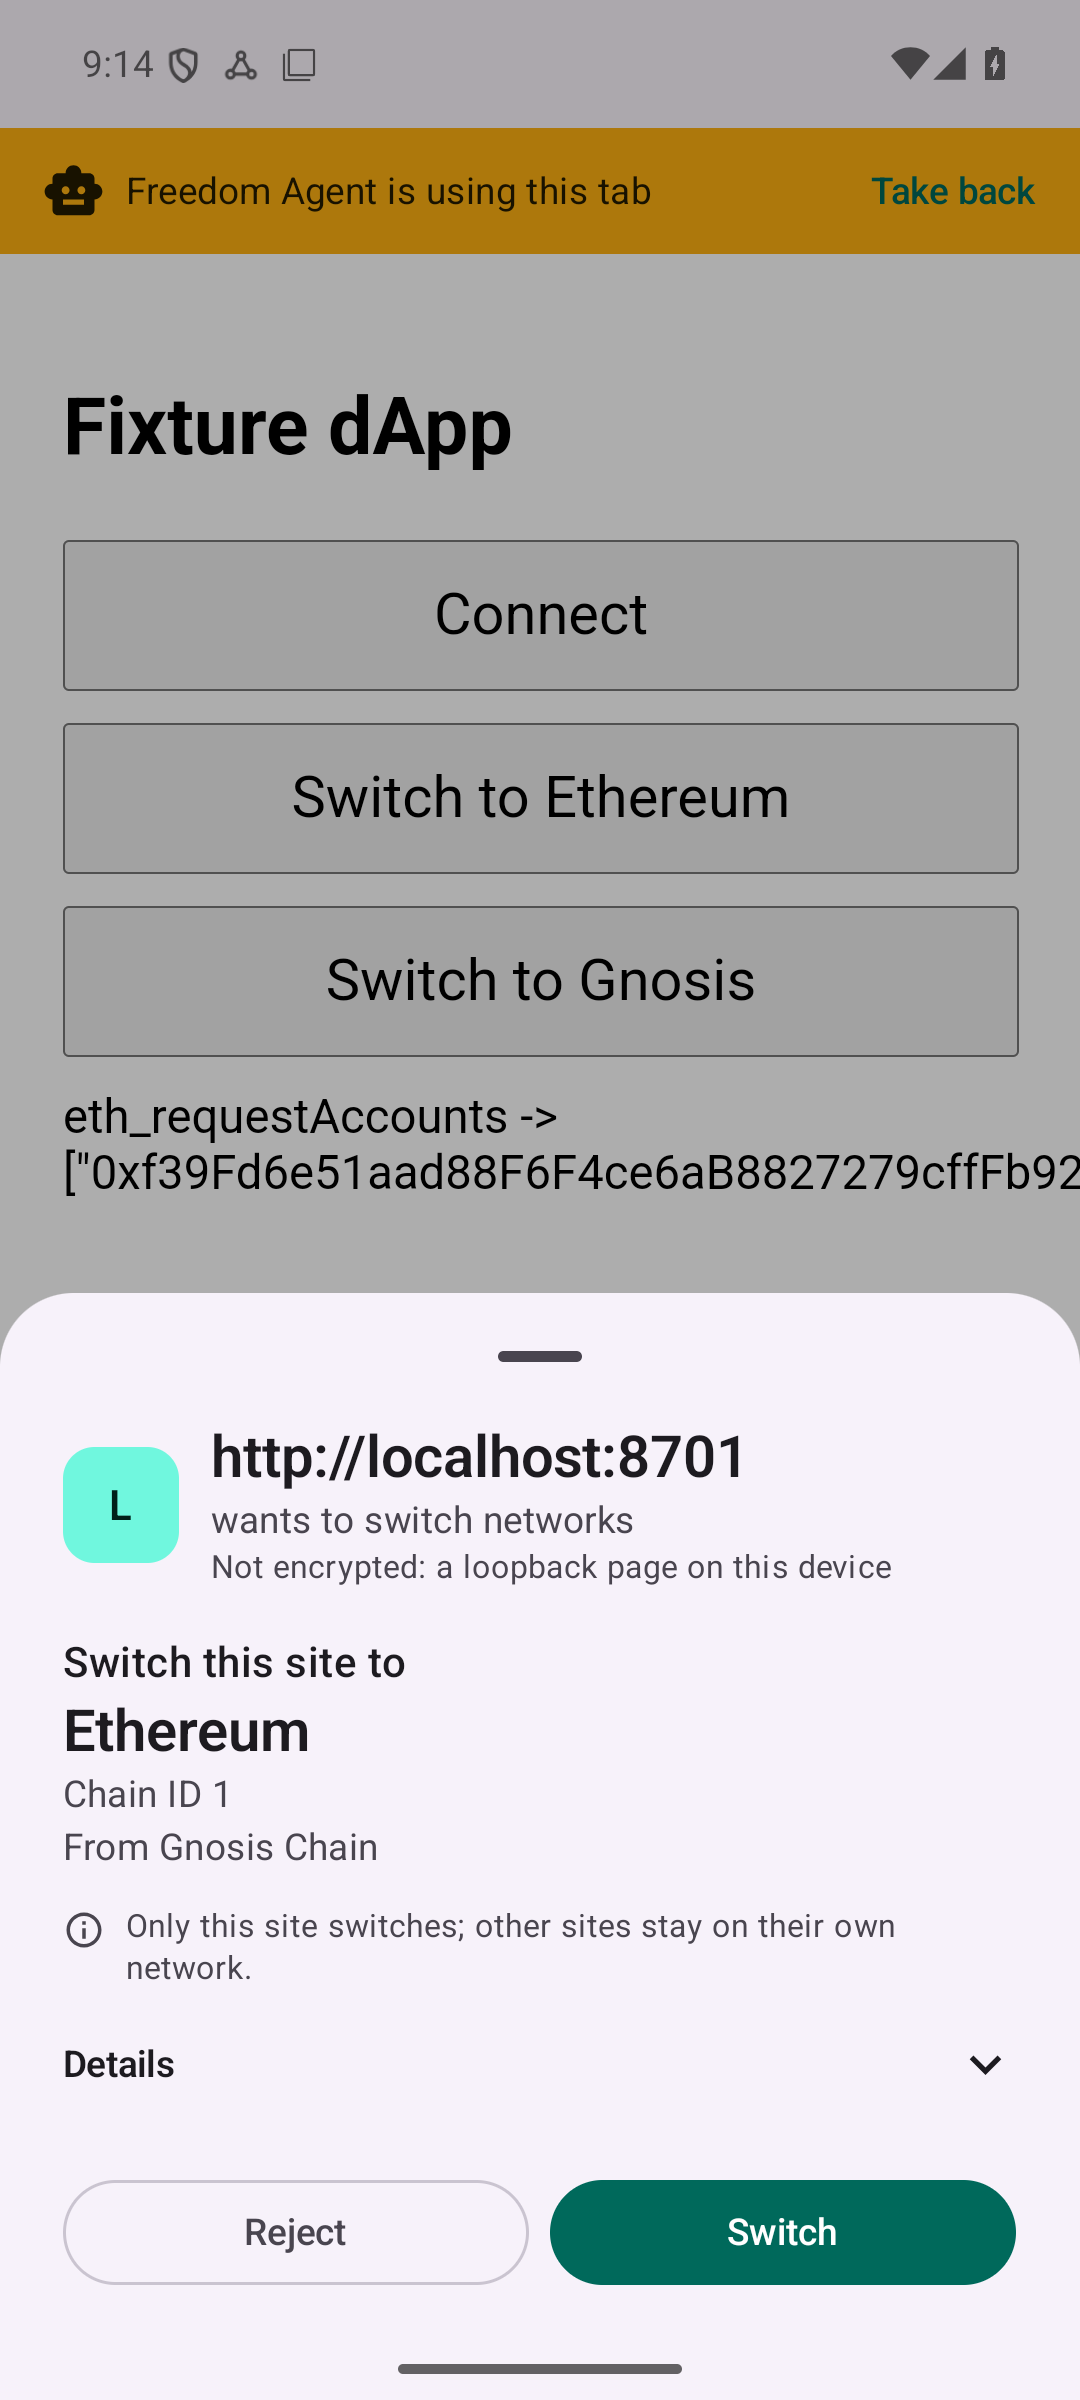 9:14
Freedom Agent is using this tab
Take back
Fixture dApp
Connect
Switch to Ethereum
Switch to Gnosis
eth_requestAccounts ->
["0xf39Fd6e51aad88F6F4ce6aB8827279cffFb92
L
http://localhost:8701
wants to switch networks
Not encrypted: a loopback page on this device
Switch this site to
Ethereum
Chain ID 1
From Gnosis Chain
Only this site switches; other sites stay on their own
network.
Details
Reject
Switch